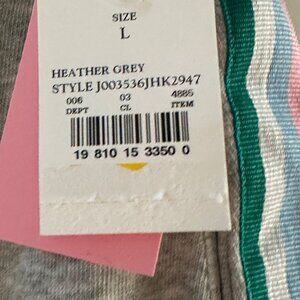 SIZE
L
HEATHER GREY
STYLE J003536JHK2947
006 03 4885
DEPT CL ITEM
19 810 15 3350 0